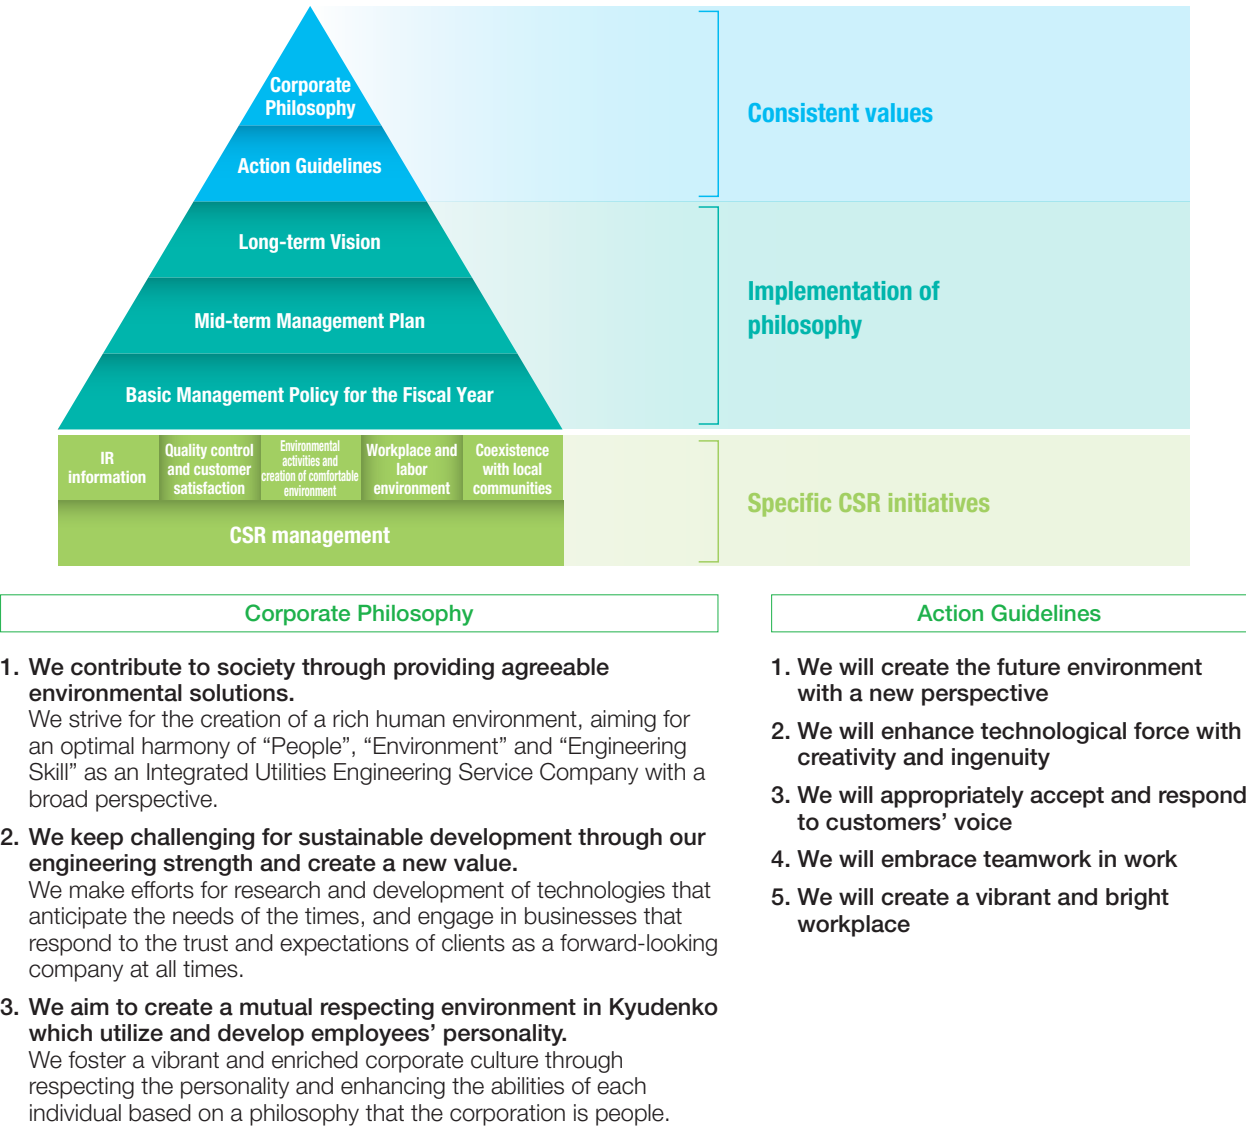 Corporate
Philosophy
Action Guidelines
Consistent values
Long-term Vision
Mid-term Management Plan
Basic Management Policy for the Fiscal Year
Implementation of
philosophy
IR
information
Quality control
and customer
satisfaction
Environmental
activities and
creation of comfortable
environment
Workplace and
labor
environment
Coexistence
with local
communities
CSR management
Specific CSR initiatives
Corporate Philosophy
1. We contribute to society through providing agreeable
environmental solutions.
We strive for the creation of a rich human environment, aiming for
an optimal harmony of “People”, “Environment” and “Engineering
Skill” as an Integrated Utilities Engineering Service Company with a
broad perspective.
2. We keep challenging for sustainable development through our
engineering strength and create a new value.
We make efforts for research and development of technologies that
anticipate the needs of the times, and engage in businesses that
respond to the trust and expectations of clients as a forward-looking
company at all times.
3. We aim to create a mutual respecting environment in Kyudenko
which utilize and develop employees’ personality.
We foster a vibrant and enriched corporate culture through
respecting the personality and enhancing the abilities of each
individual based on a philosophy that the corporation is people.
Action Guidelines
1. We will create the future environment
with a new perspective
2. We will enhance technological force with
creativity and ingenuity
3. We will appropriately accept and respond
to customers’ voice
4. We will embrace teamwork in work
5. We will create a vibrant and bright
workplace